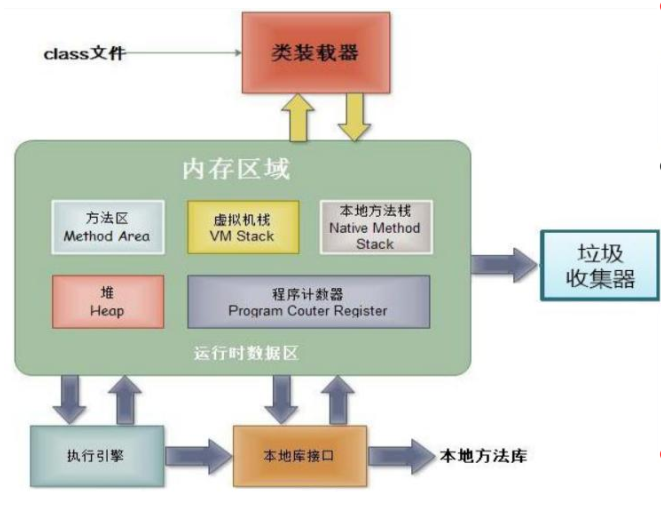 class文件
类装载器
内存区域
方法区
Method Area
虚拟机栈
VM Stack
本地方法栈
Native Method
Stack
堆
Heap
程序计数器
Program Couter Register
运行时数据区
垃圾
收集器
执行引擎
本地库接口
本地方法库